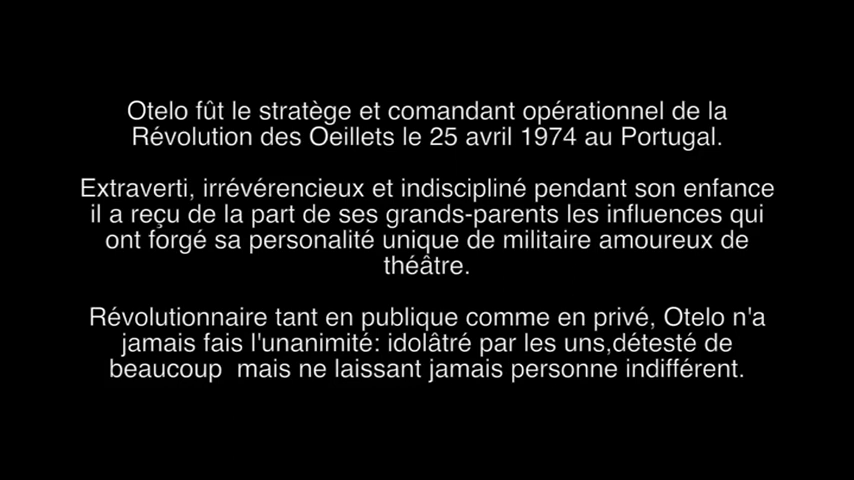 Otelo fût le stratège et comandant opérationnel de la
Révolution des Oeillets le 25 avril 1974 au Portugal.
Extraverti, irrévérencieux et indiscipliné pendant son enfance
il a reçu de la part de ses grands-parents les influences qui
ont forgé sa personalité unique de militaire amoureux de
théâtre.
Révolutionnaire tant en publique comme en privé, Otelo n'a
jamais fais l'unanimité: idolâtré par les uns,détesté de
beaucoup  mais ne laissant jamais personne indifférent.